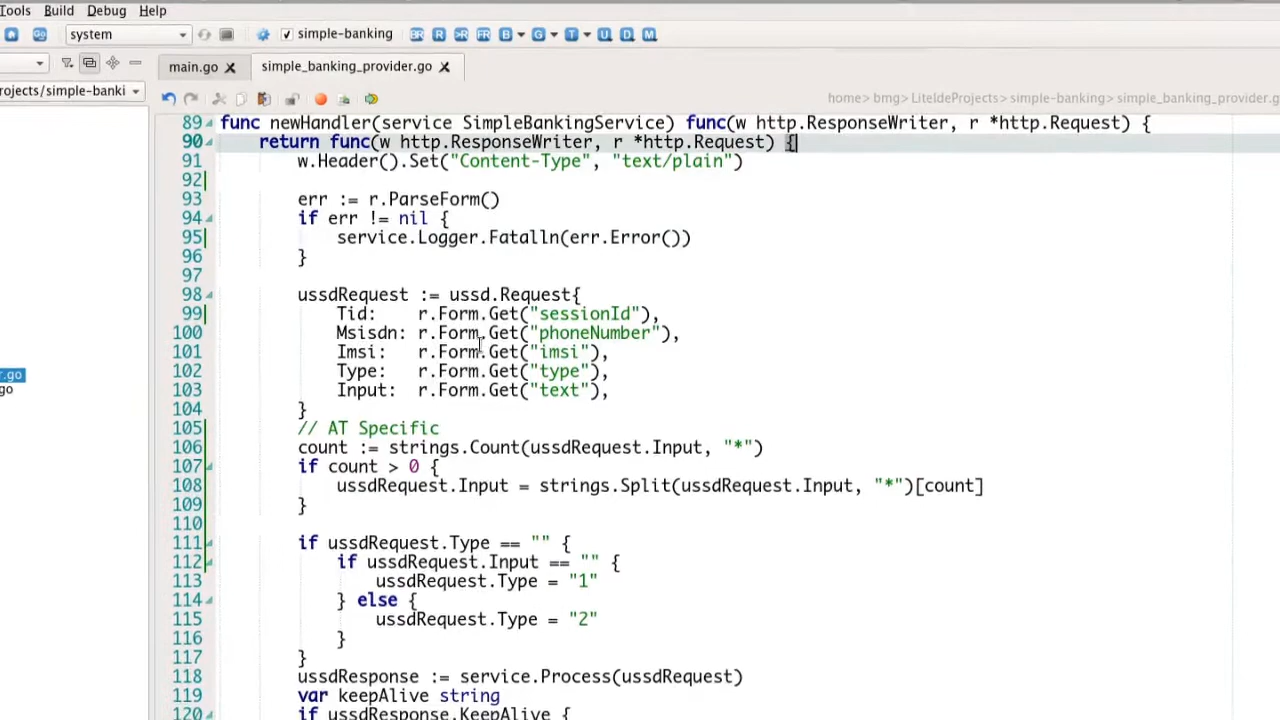 Tools Build Debug Help
Go system simple-banking BR R >R FR B G T U D M
main.go simple_banking_provider.go
rojects/simple-banki
home> bmg> LiteIdeProjects> simple-banking> simple_banking_provider.g
r.go
go
89 func newHandler(service SimpleBankingService) func(w http.ResponseWriter, r *http.Request) {
90 return func(w http.ResponseWriter, r *http.Request) {
91 w.Header().Set("Content-Type", "text/plain")
92
93 err := r.ParseForm()
94 if err != nil {
95 service.Logger.Fatalln(err.Error())
96 }
97
98 ussdRequest := ussd.Request{
99 Tid: r.Form.Get("sessionId"),
100 Msisdn: r.Form.Get("phoneNumber"),
101 Imsi: r.Form.Get("imsi"),
102 Type: r.Form.Get("type"),
103 Input: r.Form.Get("text"),
104 }
105 // AT Specific
106 count := strings.Count(ussdRequest.Input, "*")
107 if count > 0 {
108 ussdRequest.Input = strings.Split(ussdRequest.Input, "*")[count]
109 }
110
111 if ussdRequest.Type == "" {
112 if ussdRequest.Input == "" {
113 ussdRequest.Type = "1"
114 } else {
115 ussdRequest.Type = "2"
116 }
117 }
118 ussdResponse := service.Process(ussdRequest)
119 var keepAlive string
120 if ussdResponse.KeepAlive {